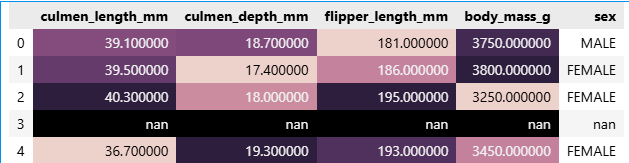 culmen_length_mm culmen_depth_mm flipper_length_mm body_mass_g sex
0 39.100000 18.700000 181.000000 3750.000000 MALE
1 39.500000 17.400000 186.000000 3800.000000 FEMALE
2 40.300000 18.000000 195.000000 3250.000000 FEMALE
3 nan nan nan nan nan
4 36.700000 19.300000 193.000000 3450.000000 FEMALE